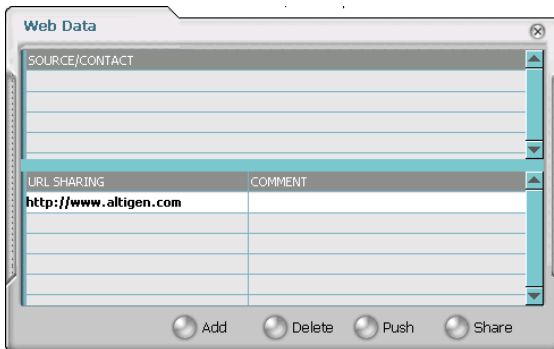 Web Data
SOURCE/CONTACT
URL SHARING COMMENT
http://www.altigen.com
Add Delete Push Share